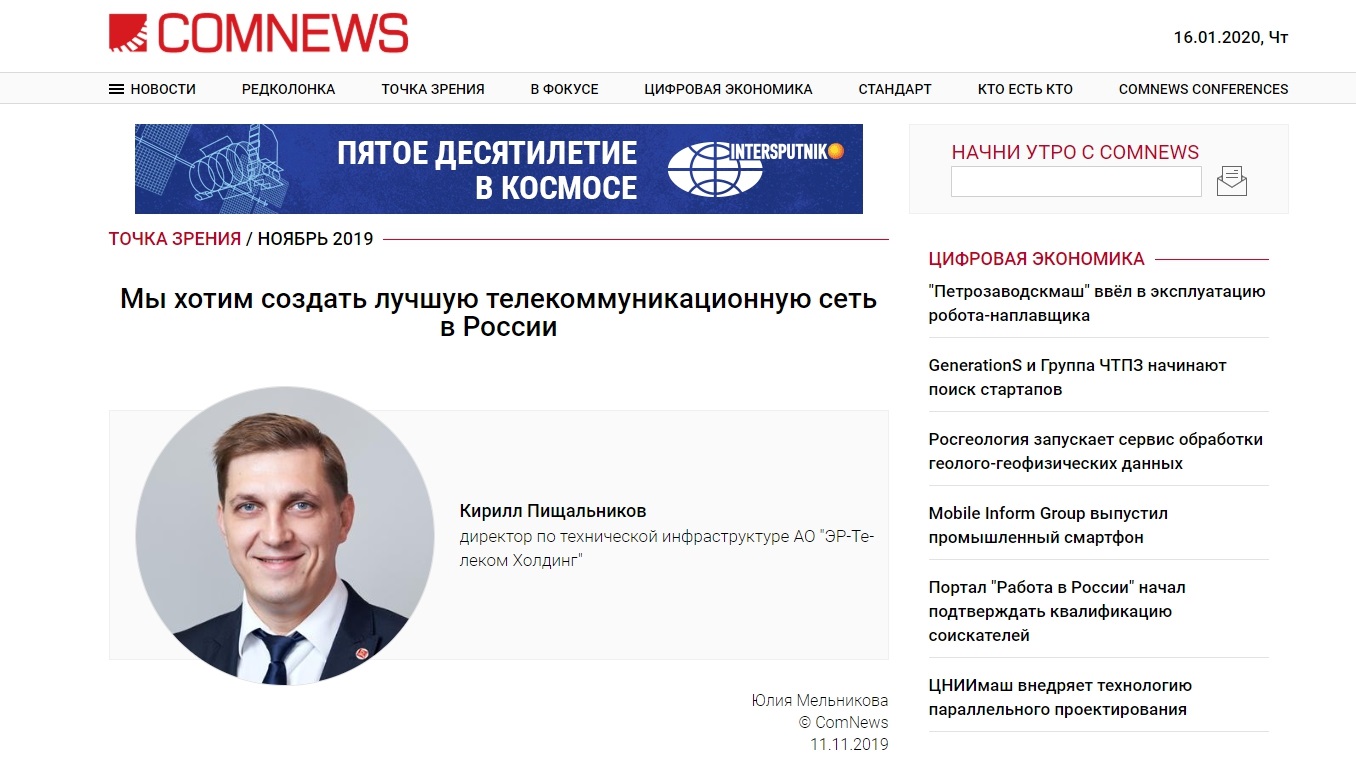 COMNEWS
16.01.2020, Чт
НОВОСТИ
РЕДКОЛОНКА
ТОЧКА ЗРЕНИЯ
В ФОКУСЕ
ЦИФРОВАЯ ЭКОНОМИКА
СТАНДАРТ
КТО ЕСТЬ КТО
COMNEWS CONFERENCES
ПЯТОЕ ДЕСЯТИЛЕТИЕ
В КОСМОСЕ
INTERSPUTNIK
НАЧНИ УТРО С COMNEWS
ТОЧКА ЗРЕНИЯ / НОЯБРЬ 2019
Мы хотим создать лучшую телекоммуникационную сеть
в России
Кирилл Пищальников
директор по технической инфраструктуре АО "ЭР-Те-
леком Холдинг"
Юлия Мельникова
© ComNews
11.11.2019
ЦИФРОВАЯ ЭКОНОМИКА
"Петрозаводскмаш" ввёл в эксплуатацию
робота-наплавщика
GenerationS и Группа ЧТПЗ начинают
поиск стартапов
Росгеология запускает сервис обработки
геолого-геофизических данных
Mobile Inform Group выпустил
промышленный смартфон
Портал "Работа в России" начал
подтверждать квалификацию
соискателей
ЦНИИмаш внедряет технологию
параллельного проектирования